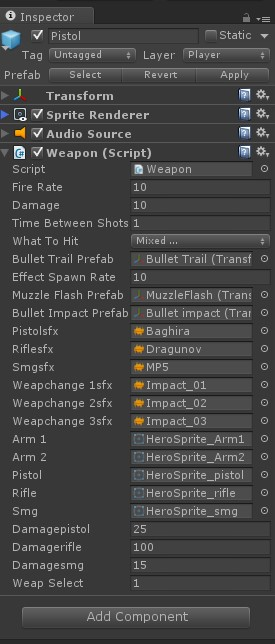 Inspector
Pistol Static
Tag Untagged Layer Player
Prefab Select Revert Apply
Transform
Sprite Renderer
Audio Source
Weapon (Script)
Script Weapon
Fire Rate 10
Damage 10
Time Between Shots 1
What To Hit Mixed ...
Bullet Trail Prefab Bullet Trail (Transf
Effect Spawn Rate 10
Muzzle Flash Prefab MuzzleFlash (Trans
Bullet Impact Prefab Bullet impact (Tran
Pistolsfx Baghira
Riflesfx Dragunov
Smgsfx MP5
Weapchange 1sfx Impact_01
Weapchange 2sfx Impact_02
Weapchange 3sfx Impact_03
Arm 1 HeroSprite_Arm1
Arm 2 HeroSprite_Arm2
Pistol HeroSprite_pistol
Rifle HeroSprite_rifle
Smg HeroSprite_smg
Damagepistol 25
Damagerifle 100
Damagesmg 15
Weap Select 1
Add Component